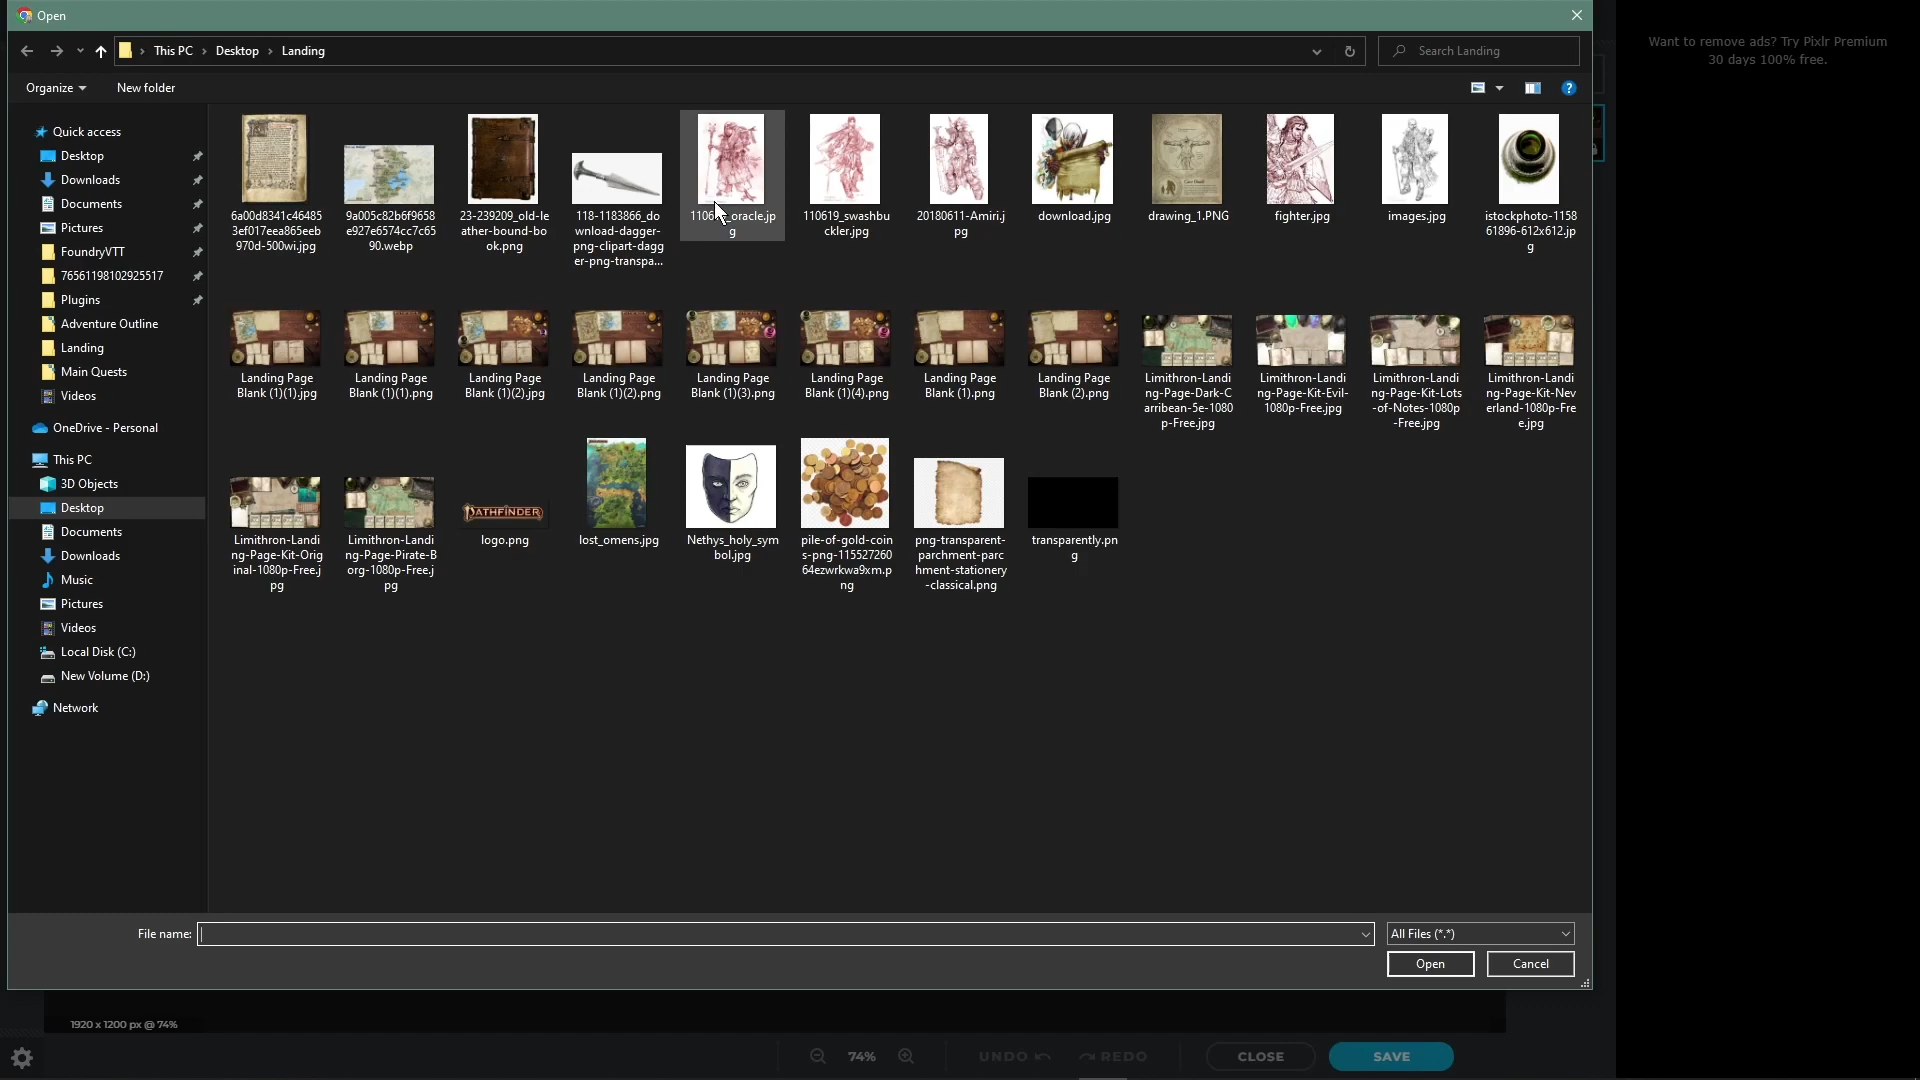 Open
This PC > Desktop > Landing
Search Landing
Want to remove ads? Try Pixlr Premium
30 days 100% free.
Organize
New folder
Quick access
Desktop
Downloads
Documents
Pictures
FoundryVTT
76561198102925517
Plugins
Adventure Outline
Landing
Main Quests
Videos
OneDrive - Personal
This PC
3D Objects
Desktop
Documents
Downloads
Music
Pictures
Videos
Local Disk (C:)
New Volume (D:)
Network
6a00d8341c46485
3ef017eea865eeb
970d-500wi.jpg
9a005c82b6f9658
e927e6574cc7c65
90.webp
23-239209_old-le
ather-bound-bo
ok.png
118-1183866_do
wnload-dagger-
png-clipart-dagg
er-png-transpa...
oracle.jp
g
110619_swashbu
ckler.jpg
20180611-Amiri.j
pg
download.jpg
drawing_1.PNG
fighter.jpg
images.jpg
istockphoto-1158
61896-612x612.jp
g
Landing Page
Blank (1)(1).jpg
Landing Page
Blank (1)(1).png
Landing Page
Blank (1)(2).jpg
Landing Page
Blank (1)(2).png
Landing Page
Blank (1)(3).png
Landing Page
Blank (1)(4).png
Landing Page
Blank (1).png
Landing Page
Blank (2).png
Limithron-Landi
ng-Page-Dark-C
arribean-5e-1080
p-Free.jpg
Limithron-Landi
ng-Page-Kit-Evil-
1080p-Free.jpg
Limithron-Landi
ng-Page-Kit-Lots
-of-Notes-1080p
-Free.jpg
Limithron-Landi
ng-Page-Kit-Nev
erland-1080p-Fre
e.jpg
Limithron-Landi
ng-Page-Kit-Orig
inal-1080p-Free.j
pg
Limithron-Landi
ng-Page-Pirate-B
org-1080p-Free.j
pg
PATHFINDER
logo.png
lost_omens.jpg
Nethys_holy_sym
bol.jpg
pile-of-gold-coin
s-png-115527260
64ezwrkwa9xm.p
ng
png-transparent-
parchment-parc
hment-stationery
-classical.png
transparently.pn
g
File name:
All Files (*.*)
Open
Cancel
1920 x 1200 px @ 74%
74%
UNDO
REDO
CLOSE
SAVE